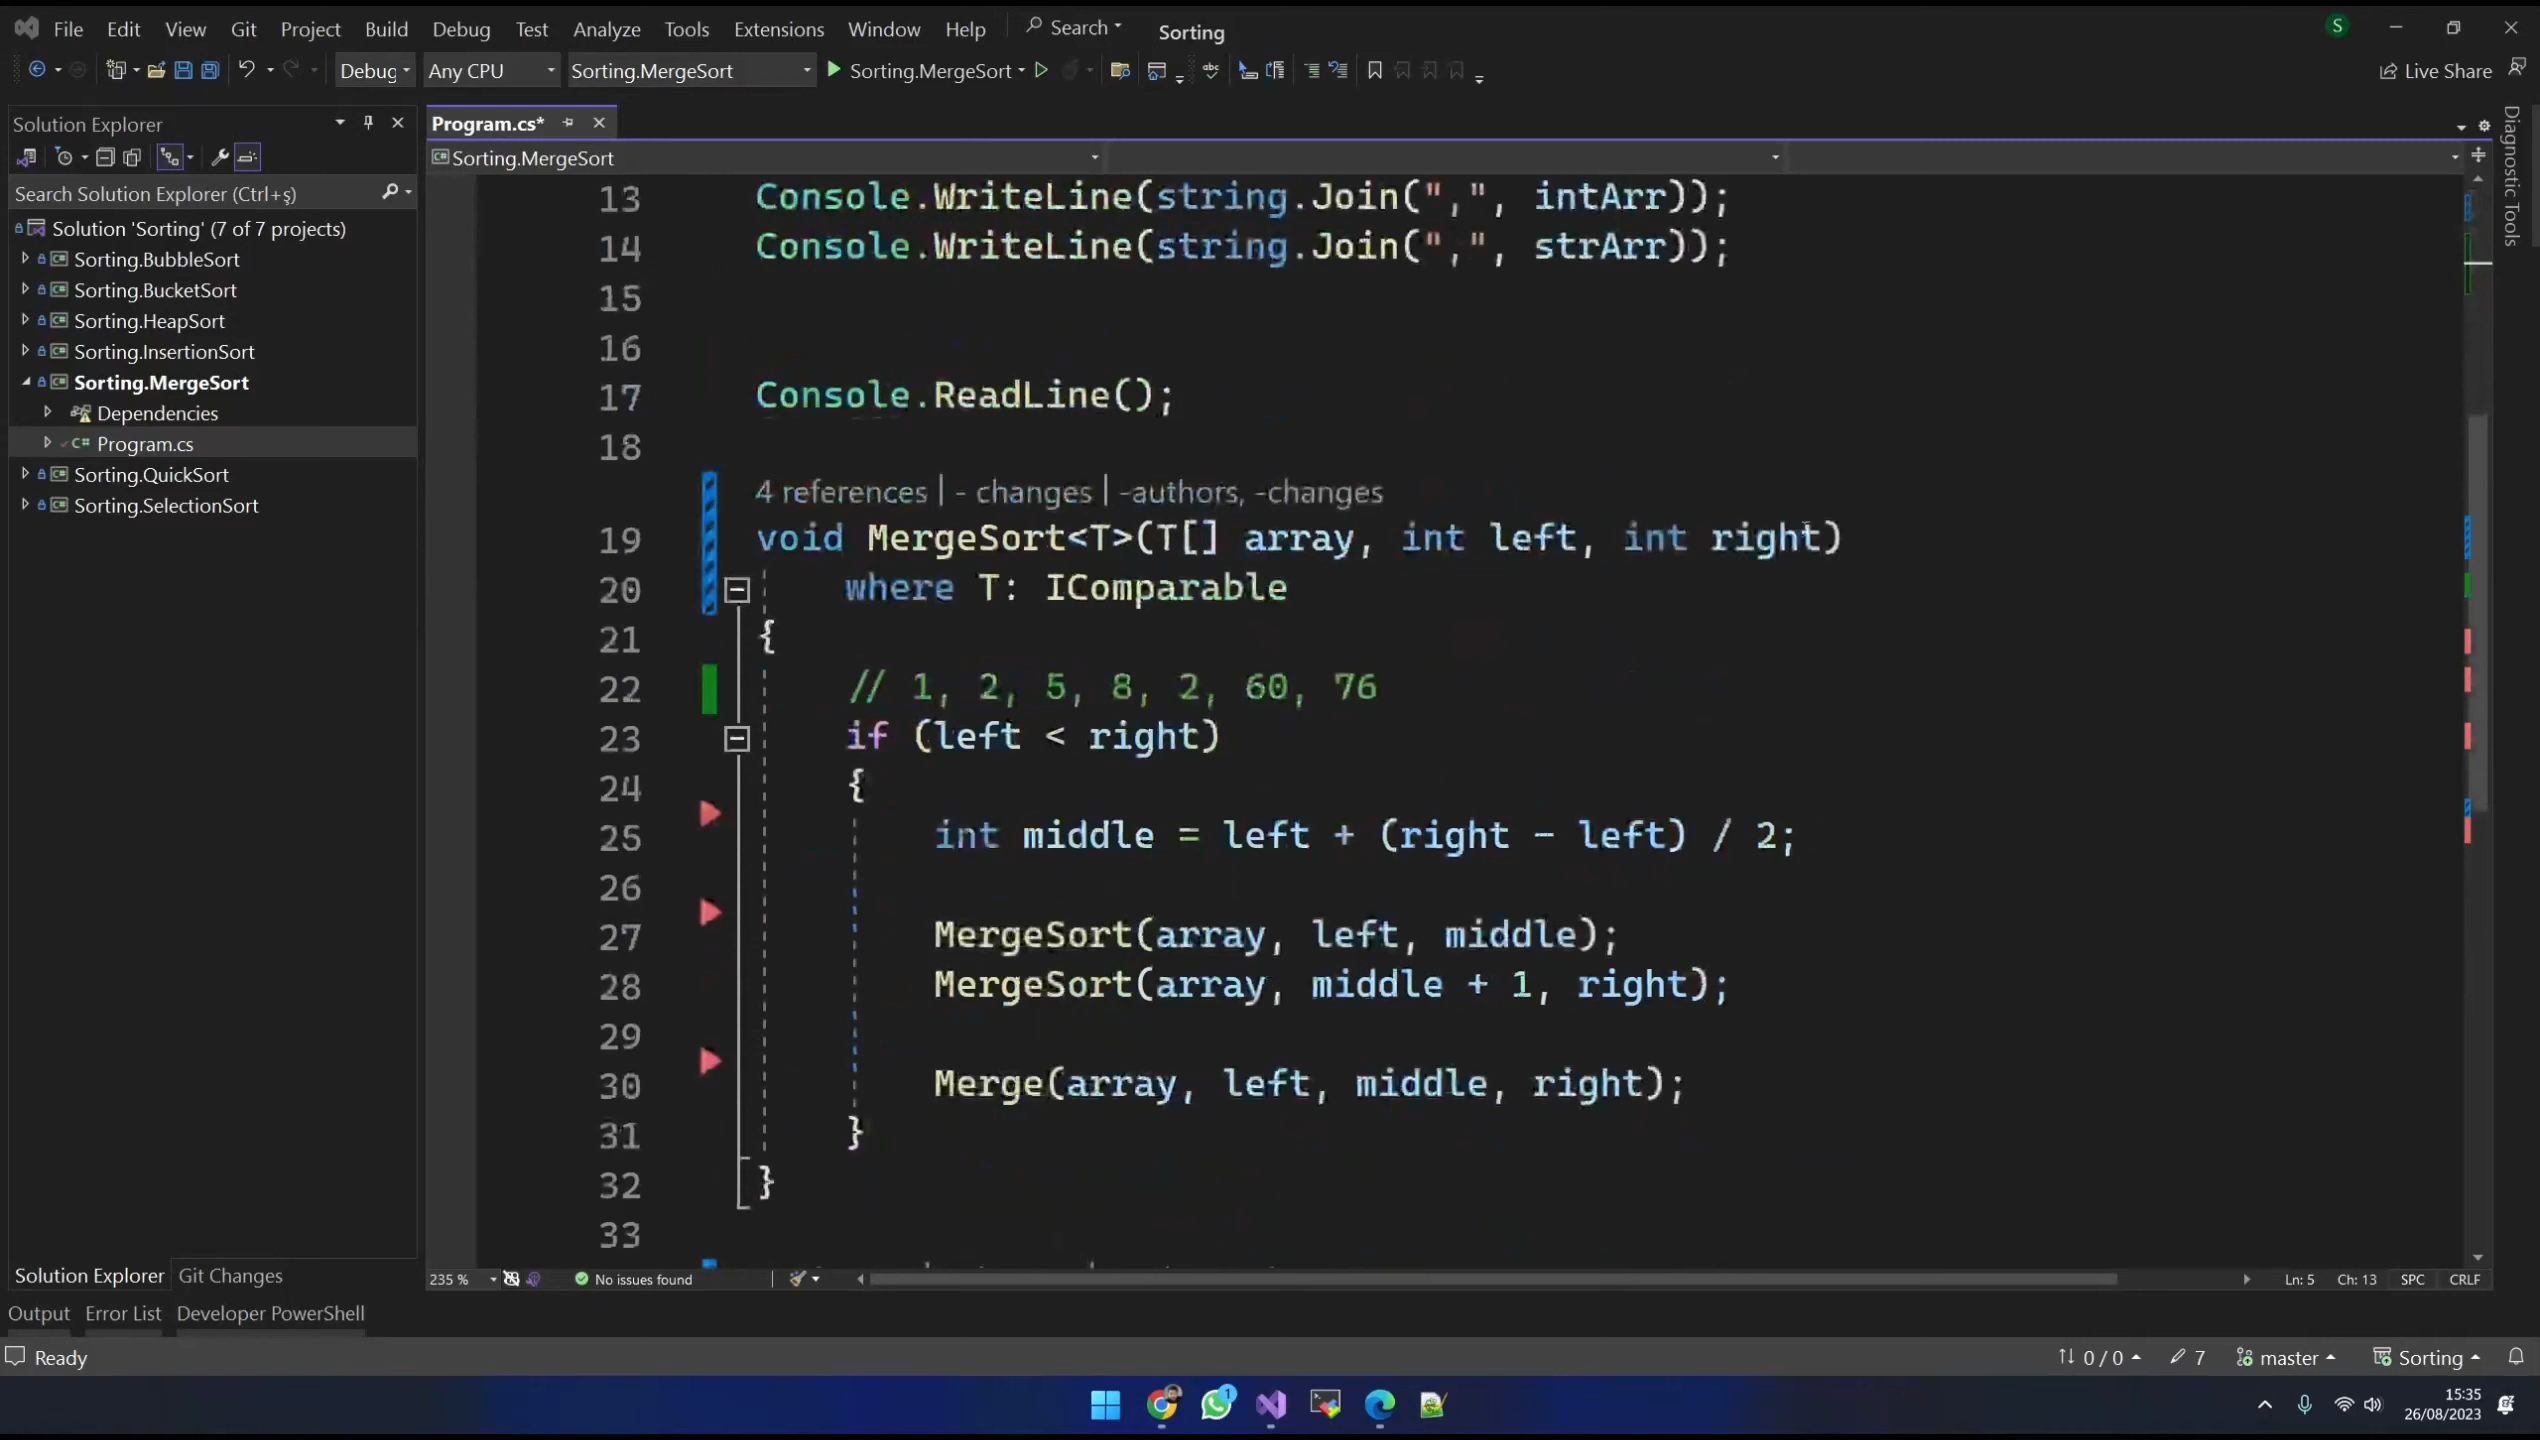 File Edit View Git Project Build Debug Test Analyze Tools Extensions Window Help Search Sorting S
Debug Any CPU Sorting.MergeSort Sorting.MergeSort Live Share
Solution Explorer
Search Solution Explorer (Ctrl+ş)
Solution 'Sorting' (7 of 7 projects)
Sorting.BubbleSort
Sorting.BucketSort
Sorting.HeapSort
Sorting.InsertionSort
Sorting.MergeSort
Dependencies
C# Program.cs
Sorting.QuickSort
Sorting.SelectionSort
Solution Explorer Git Changes
Program.cs*
Sorting.MergeSort
13 Console.WriteLine(string.Join(",", intArr));
14 Console.WriteLine(string.Join(",", strArr));
15
16
17 Console.ReadLine();
18
4 references | - changes | -authors, -changes
19 void MergeSort<T>(T[] array, int left, int right)
20 where T: IComparable
21 {
22 // 1, 2, 5, 8, 2, 60, 76
23 if (left < right)
24 {
25 int middle = left + (right - left) / 2;
26
27 MergeSort(array, left, middle);
28 MergeSort(array, middle + 1, right);
29
30 Merge(array, left, middle, right);
31 }
32 }
33
235 % No issues found Ln: 5 Ch: 13 SPC CRLF
Diagnostic Tools
Output Error List Developer PowerShell
Ready 0 / 0 7 master Sorting
1
15:35
26/08/2023